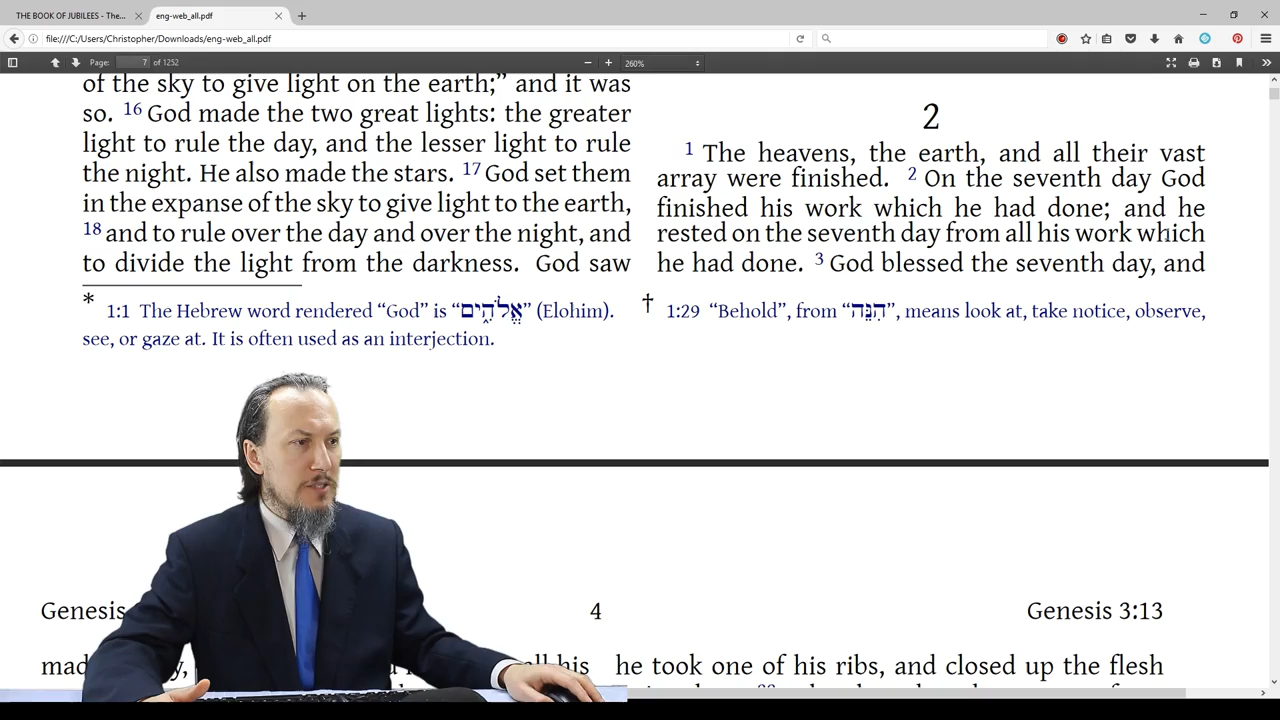 THE BOOK OF JUBILEES - The...
eng-web_all.pdf
file:///C:/Users/Christopher/Downloads/eng-web_all.pdf
Page: 7 of 1252
260%
of the sky to give light on the earth;” and it was
so. 16 God made the two great lights: the greater
light to rule the day, and the lesser light to rule
the night. He also made the stars. 17 God set them
in the expanse of the sky to give light to the earth,
18 and to rule over the day and over the night, and
to divide the light from the darkness. God saw
* 1:1 The Hebrew word rendered “God” is “אֱלֹהִ֑ים” (Elohim).
see, or gaze at. It is often used as an interjection.
2
1 The heavens, the earth, and all their vast
array were finished. 2 On the seventh day God
finished his work which he had done; and he
rested on the seventh day from all his work which
he had done. 3 God blessed the seventh day, and
† 1:29 “Behold”, from “הִנֵּה”, means look at, take notice, observe,
Genesis
4
Genesis 3:13
all his
he took one of his ribs, and closed up the flesh